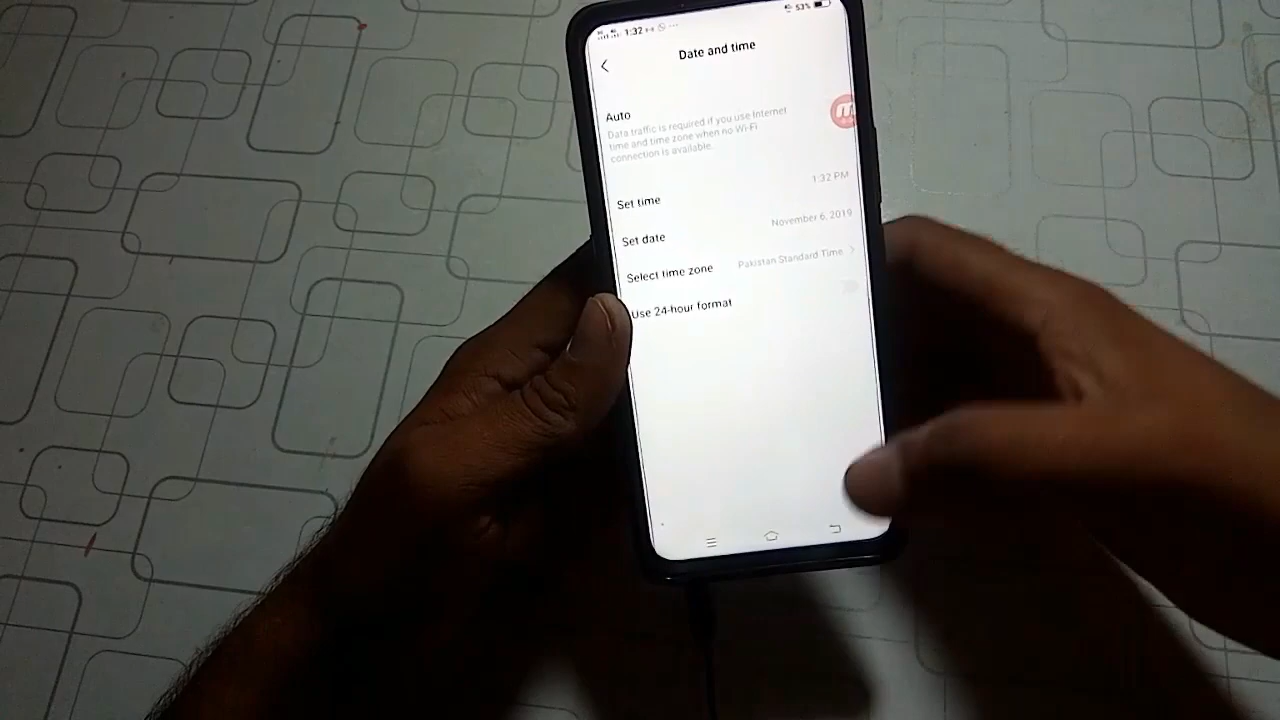 1:32 53%
Date and time
Auto
Data traffic is required if you use Internet
time and time zone when no Wi-Fi
connection is available.
Set time 1:32 PM
Set date November 6, 2019
Select time zone Pakistan Standard Time
Use 24-hour format